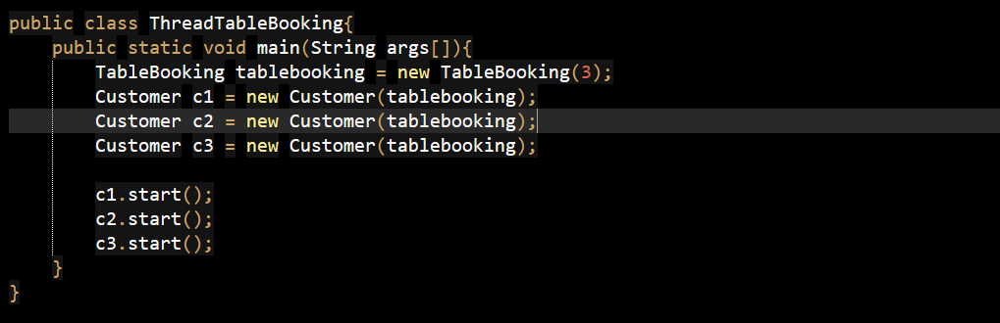 public class ThreadTableBooking{
    public static void main(String args[]){
        TableBooking tablebooking = new TableBooking(3);
        Customer c1 = new Customer(tablebooking);
        Customer c2 = new Customer(tablebooking);
        Customer c3 = new Customer(tablebooking);

        c1.start();
        c2.start();
        c3.start();
    }
}